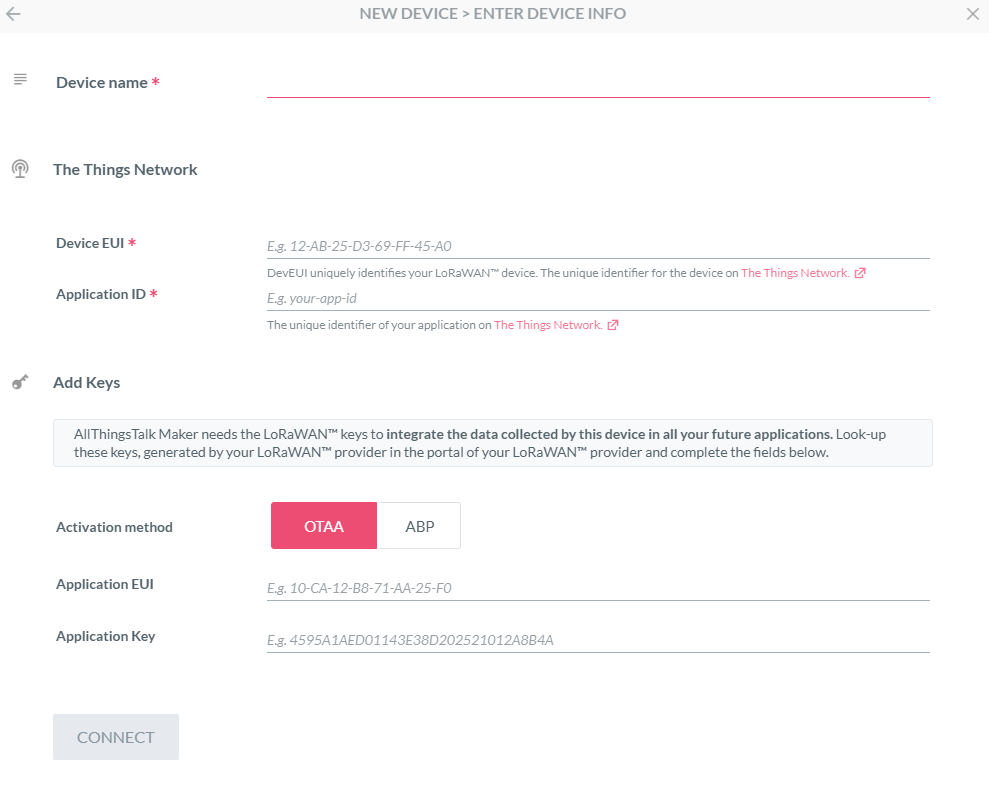 NEW DEVICE > ENTER DEVICE INFO
Device name *
The Things Network
Device EUI *
E.g. 12-AB-25-D3-69-FF-45-A0
DevEUI uniquely identifies your LoRaWAN™ device. The unique identifier for the device on The Things Network.
Application ID *
E.g. your-app-id
The unique identifier of your application on The Things Network.
Add Keys
AllThingsTalk Maker needs the LoRaWAN™ keys to integrate the data collected by this device in all your future applications. Look-up
these keys, generated by your LoRaWAN™ provider in the portal of your LoRaWAN™ provider and complete the fields below.
Activation method
OTAA
ABP
Application EUI
E.g. 10-CA-12-B8-71-AA-25-F0
Application Key
E.g. 4595A1AED01143E38D202521012A8B4A
CONNECT